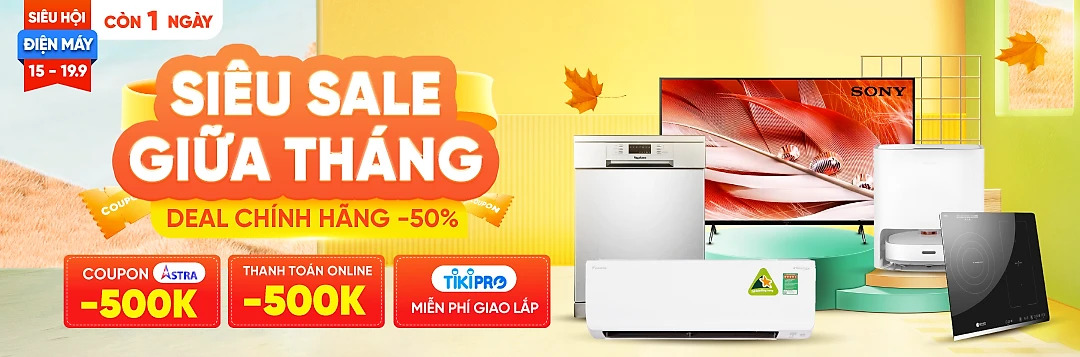 SIÊU HỘI
ĐIỆN MÁY
15 - 19.9
CÒN 1 NGÀY
SIÊU SALE
GIỮA THÁNG
COUPON
COUPON
DEAL CHÍNH HÃNG -50%
COUPON ASTRA
-500K
THANH TOÁN ONLINE
-500K
TIKIPRO
MIỄN PHÍ GIAO LẮP
SONY